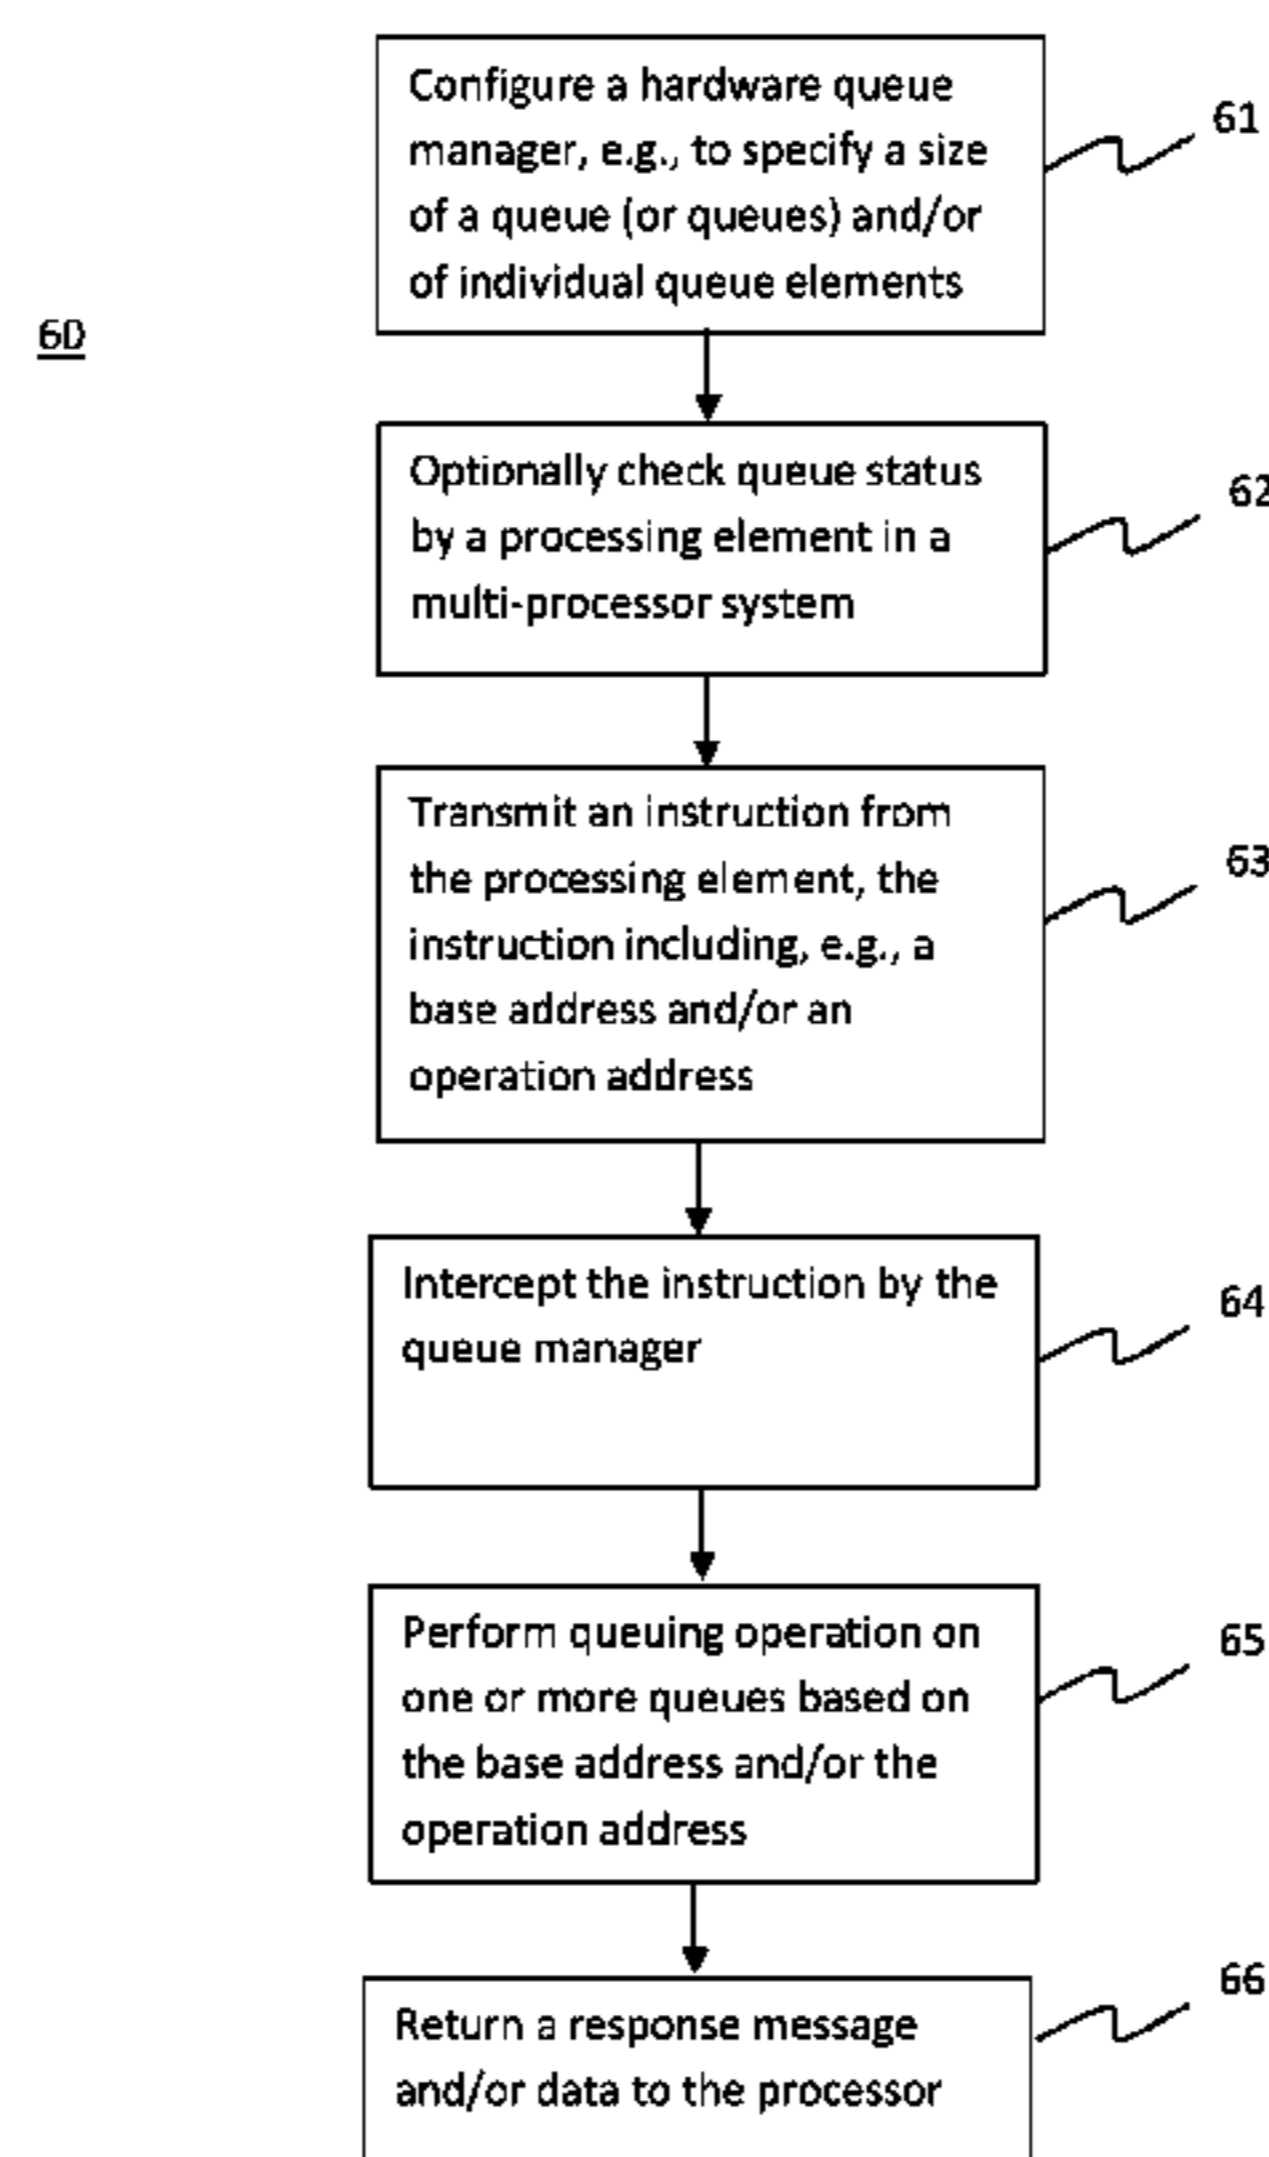 Configure a hardware queue
manager, e.g., to specify a size
of a queue (or queues) and/or
of individual queue elements
61
60
Optionally check queue status
by a processing element in a
multi-processor system
62
Transmit an instruction from
the processing element, the
instruction including, e.g., a
base address and/or an
operation address
63
Intercept the instruction by the
queue manager
64
Perform queuing operation on
one or more queues based on
the base address and/or the
operation address
65
Return a response message
and/or data to the processor
66